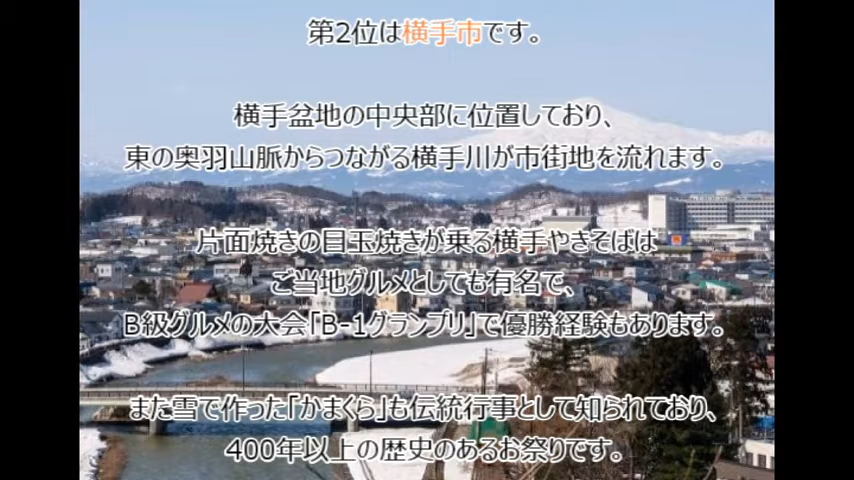 第2位は横手市です。
横手盆地の中央部に位置しており、
東の奥羽山脈からつながる横手川が市街地を流れます。
片面焼きの目玉焼きが乗る横手やきそばは
ご当地グルメとしても有名で、
B級グルメの大会「B-1グランプリ」で優勝経験もあります。
また雪で作った「かまくら」も伝統行事として知られており、
400年以上の歴史のあるお祭りです。